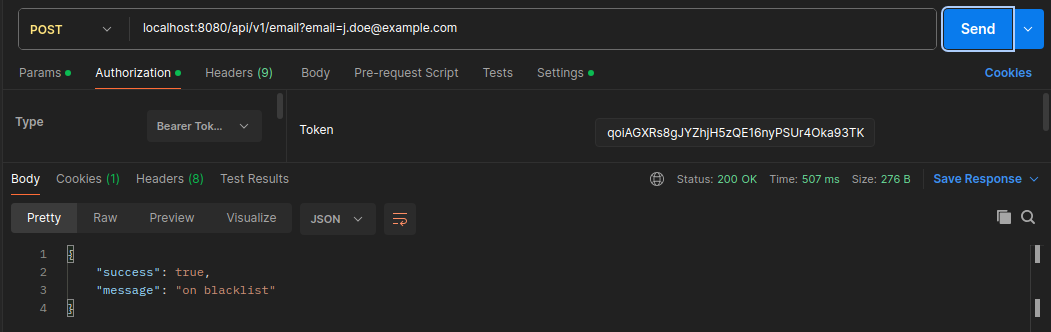 POST localhost:8080/api/v1/email?email=j.doe@example.com Send
Params Authorization Headers (9) Body Pre-request Script Tests Settings Cookies
Type Bearer Tok... Token qoiAGXRs8gJYZhjH5zQE16nyPSUr4Oka93TK
Body Cookies (1) Headers (8) Test Results Status: 200 OK Time: 507 ms Size: 276 B Save Response
Pretty Raw Preview Visualize JSON
1 {
2 "success": true,
3 "message": "on blacklist"
4 }